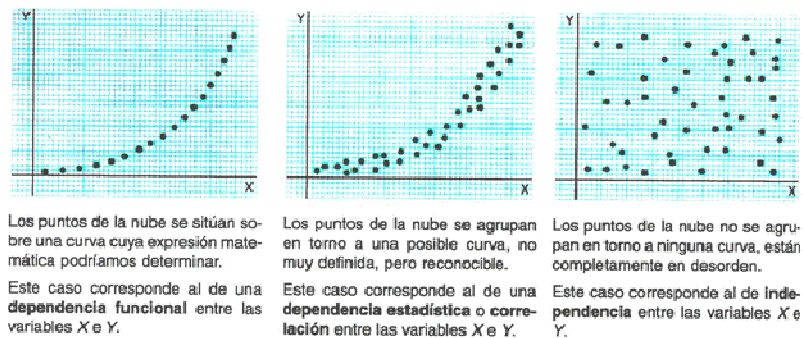 Y
X
Los puntos de la nube se sitúan so-
bre una curva cuya expresión mate-
mática podríamos determinar.
Este caso corresponde al de una
dependencia funcional entre las
variables X e Y.
Y
X
Los puntos de la nube se agrupan
en torno a una posible curva, no
muy definida, pero reconocible.
Este caso corresponde al de una
dependencia estadística o corre-
lación entre las variables X e Y.
Y
X
Los puntos de la nube no se agru-
pan en torno a ninguna curva, están
completamente en desorden.
Este caso corresponde al de inde-
pendencia entre las variables X e
Y.